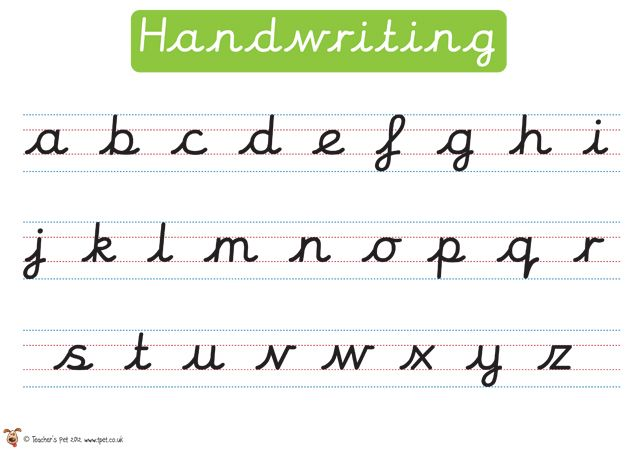 Handwriting
a b c d e f g h i
j k l m n o p q r
s t u v w x y z
© Teacher's Pet 2012 www.tpet.co.uk